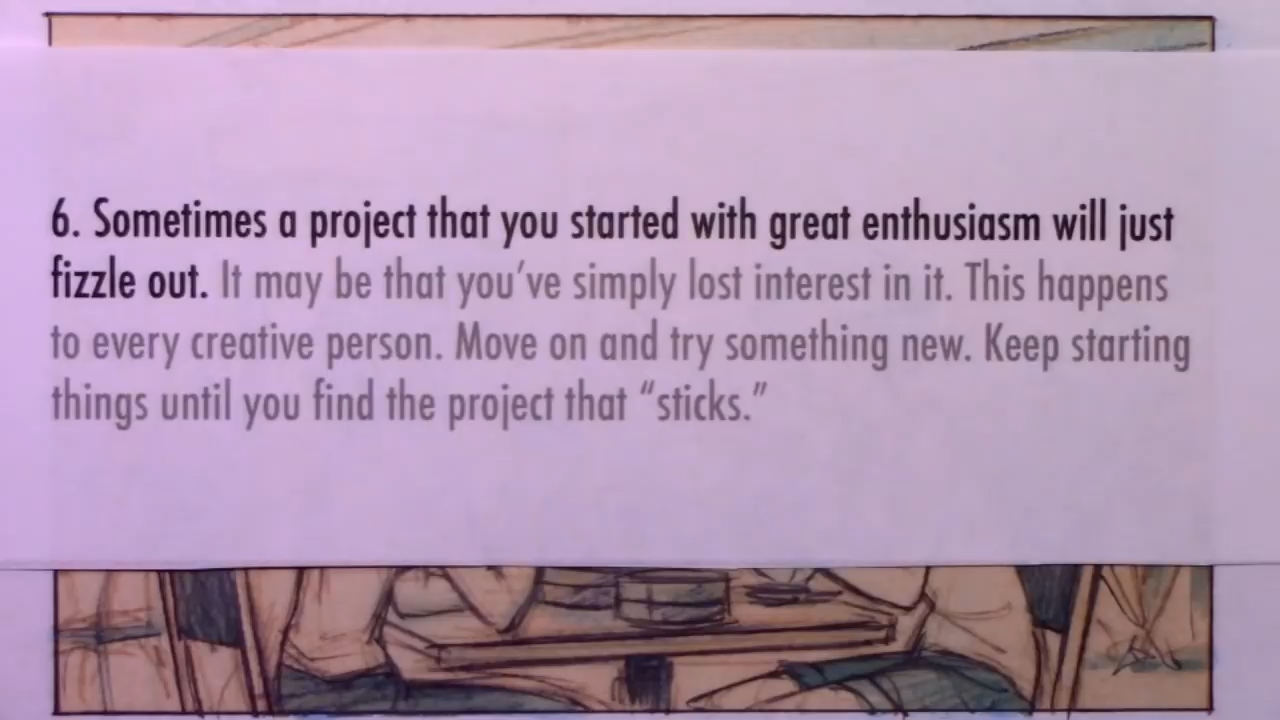 6. Sometimes a project that you started with great enthusiasm will just
fizzle out. It may be that you've simply lost interest in it. This happens
to every creative person. Move on and try something new. Keep starting
things until you find the project that “sticks.”